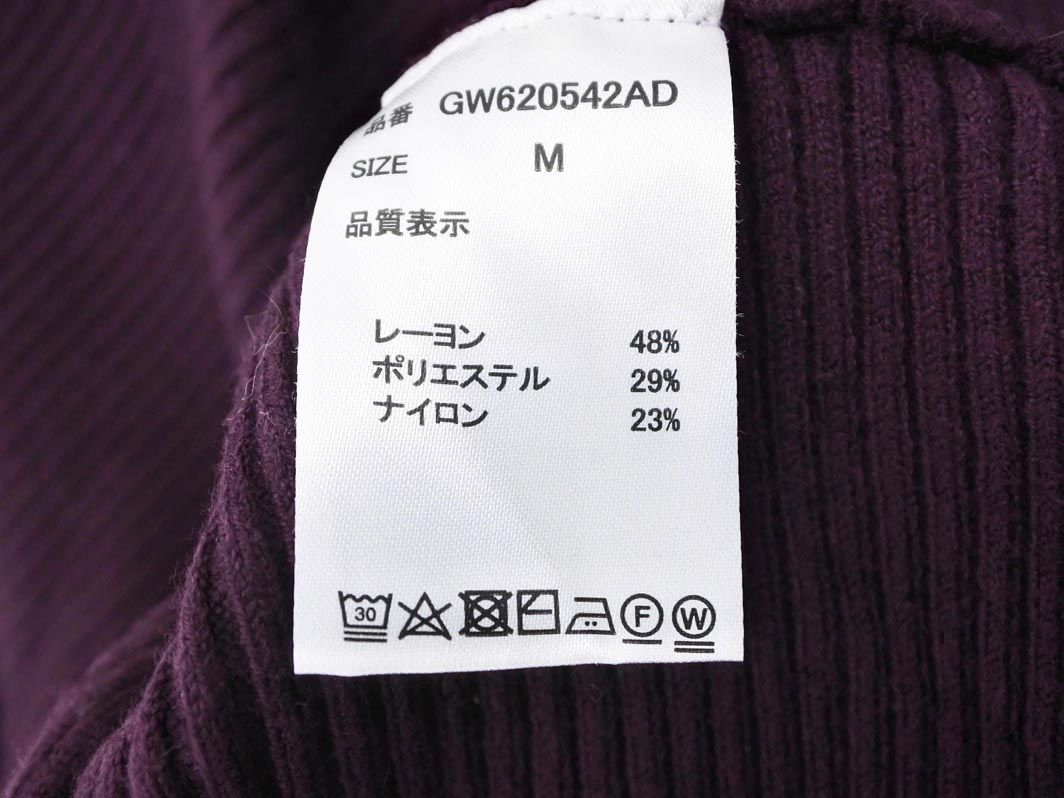 品番 GW620542AD
SIZE M
品質表示
レーヨン 48%
ポリエステル 29%
ナイロン 23%
30 F W